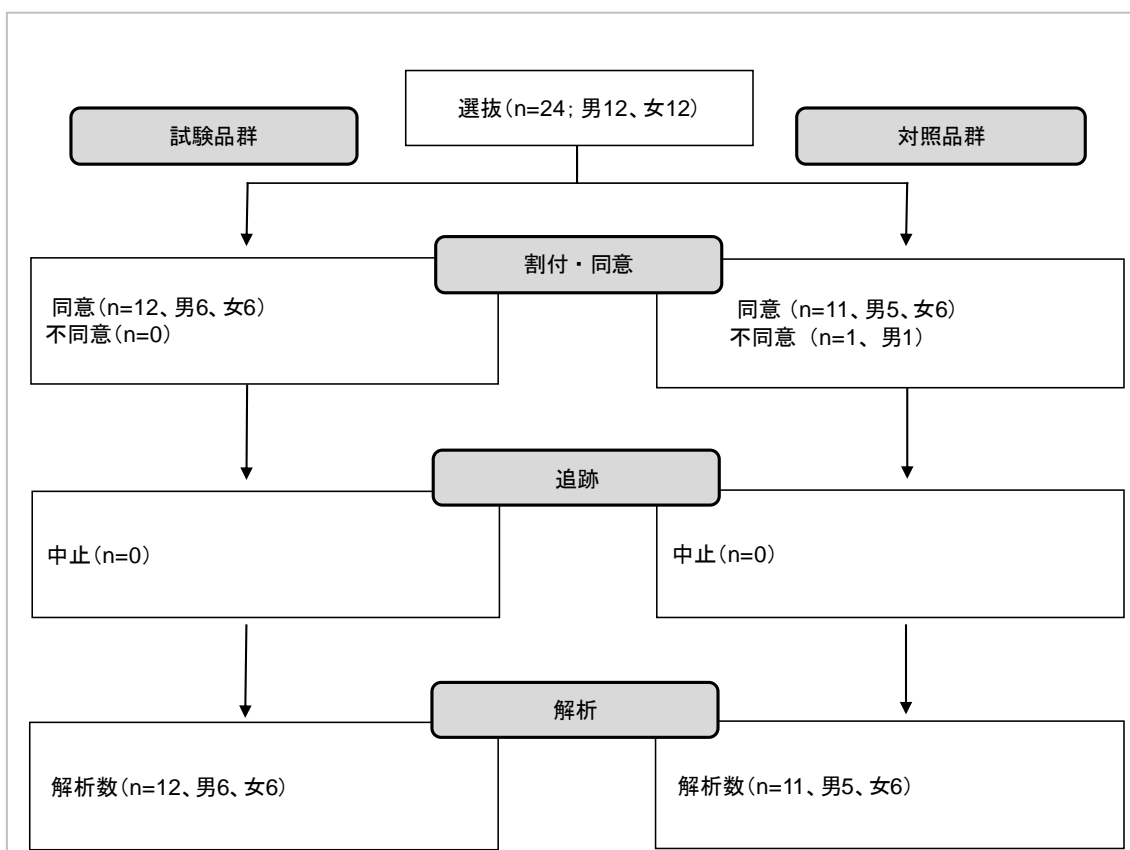 選抜（n=24; 男12、女12）
試験品群
対照品群
割付・同意
同意（n=12、男6、女6）
不同意（n=0）
同意（n=11、男5、女6）
不同意（n=1、男1）
追跡
中止（n=0）
中止（n=0）
解析
解析数（n=12、男6、女6）
解析数（n=11、男5、女6）